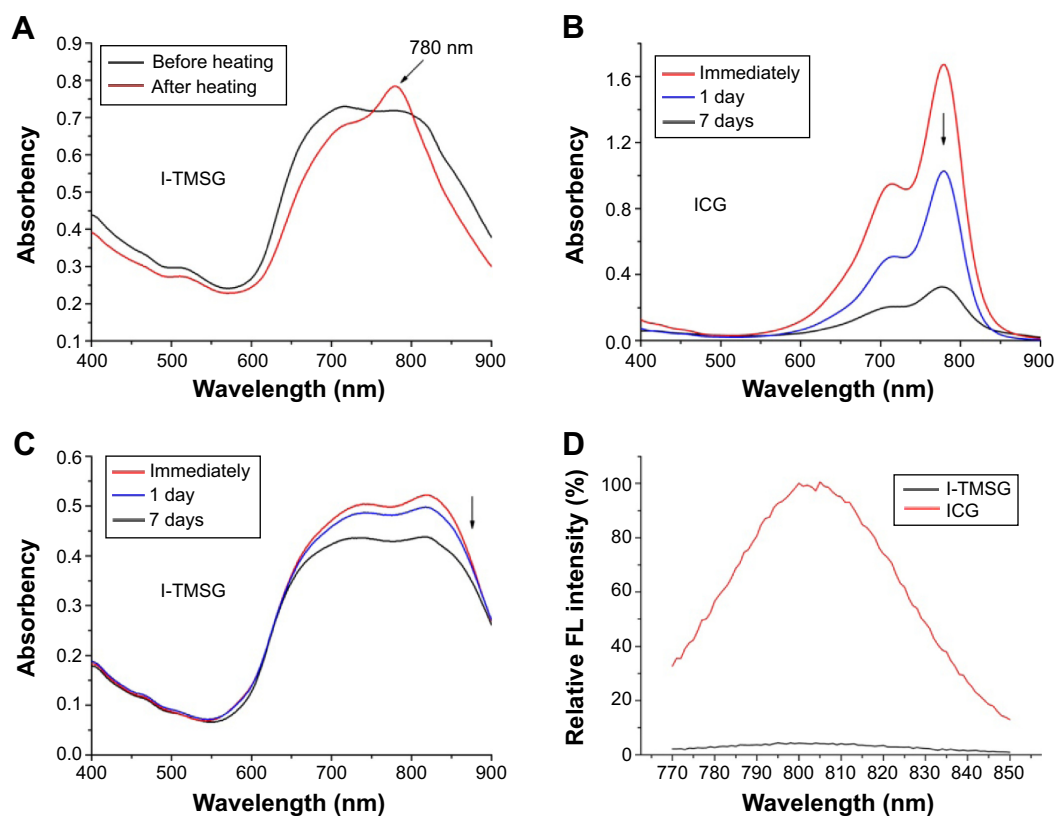 A
0.9
0.8
0.7
0.6
0.5
0.4
0.3
0.2
0.1
Absorbency
Before heating
After heating
780 nm
I-TMSG
400 500 600 700 800 900
Wavelength (nm)
B
1.6
1.2
0.8
0.4
0.0
Absorbency
Immediately
1 day
7 days
ICG
400 500 600 700 800 900
Wavelength (nm)
C
0.6
0.5
0.4
0.3
0.2
0.1
0.0
Absorbency
Immediately
1 day
7 days
I-TMSG
400 500 600 700 800 900
Wavelength (nm)
D
100
80
60
40
20
0
Relative FL intensity (%)
I-TMSG
ICG
770 780 790 800 810 820 830 840 850
Wavelength (nm)